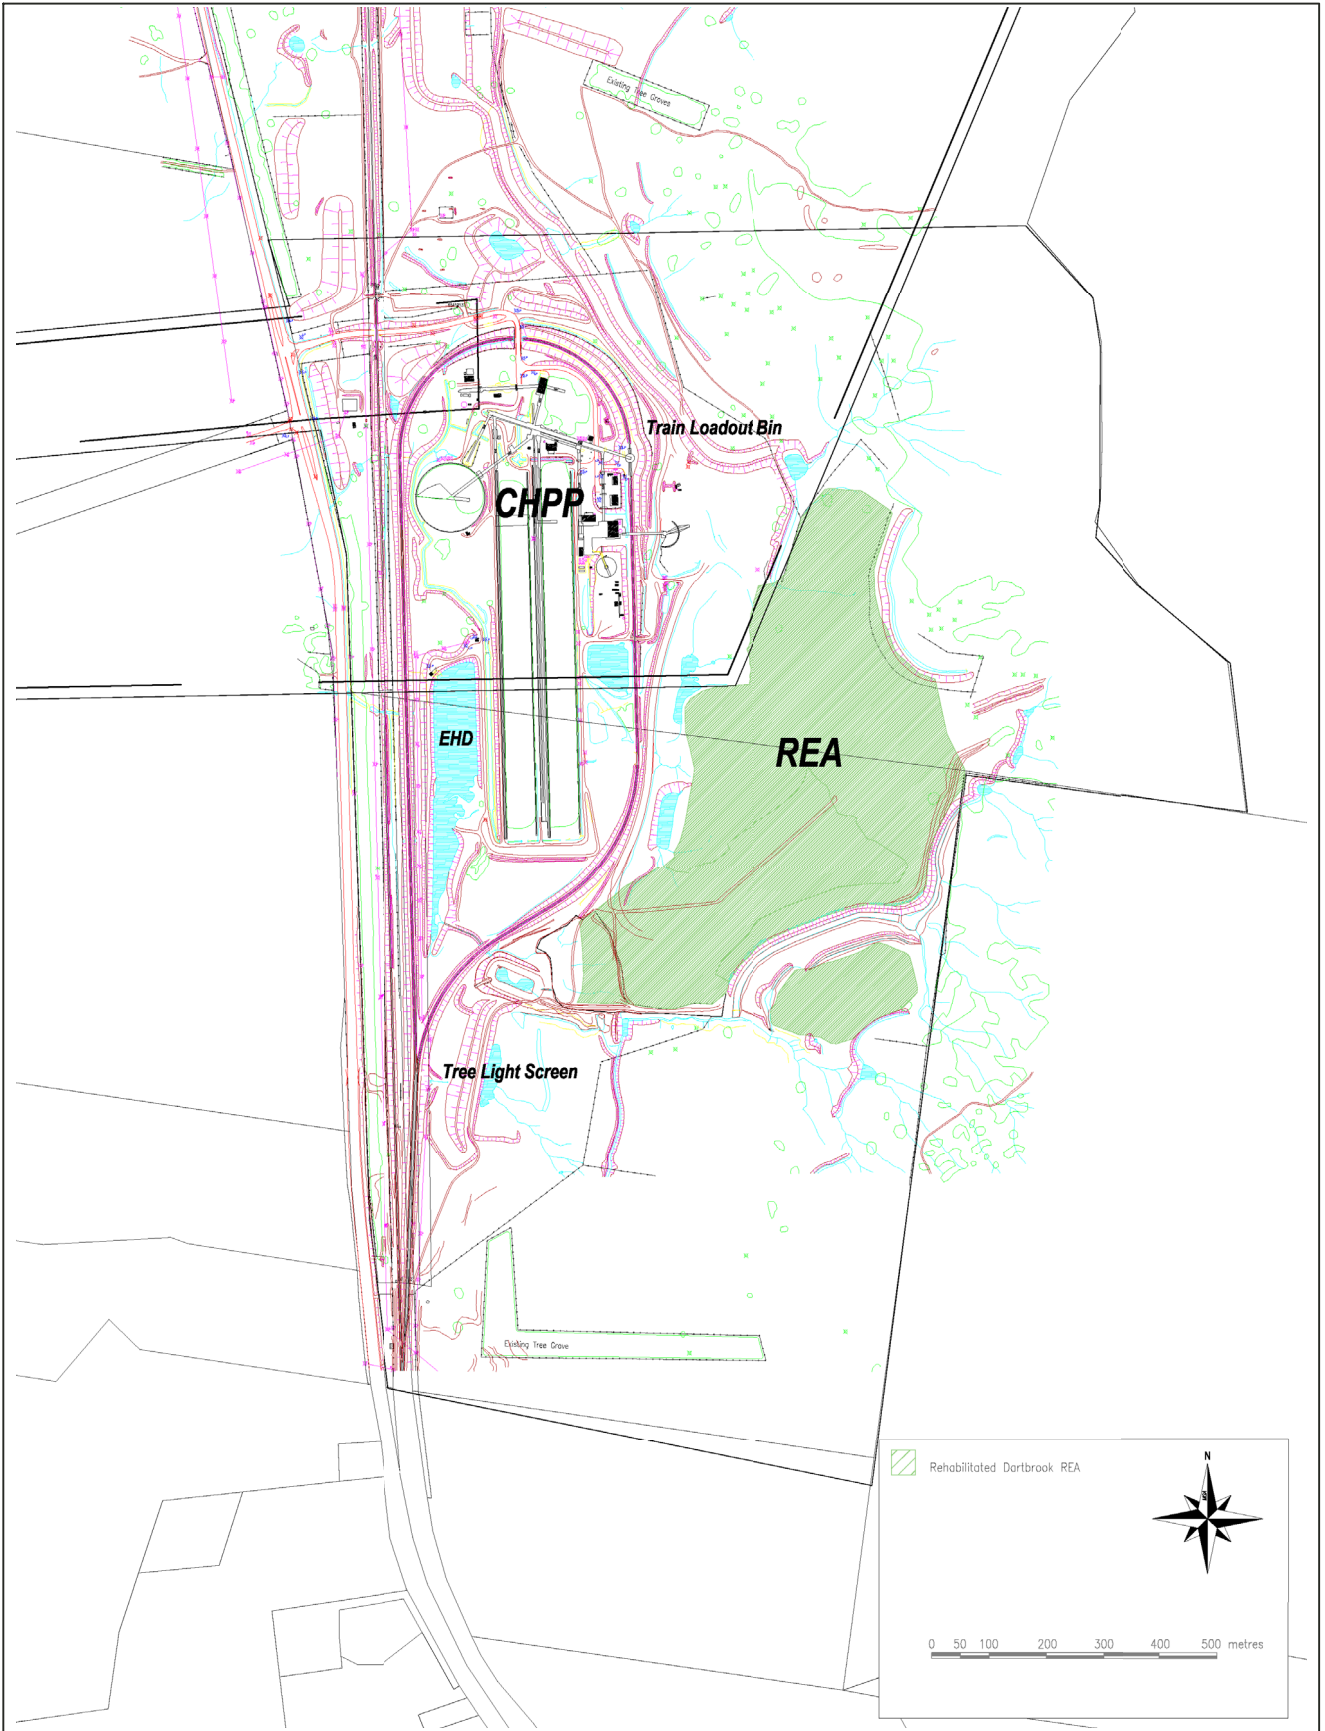 Existing Tree Groves
Train Loadout Bin
CHPP
EHD
REA
Tree Light Screen
Existing Tree Grove
Rehabilitated Dartbrook REA
N
0 50 100 200 300 400 500 metres